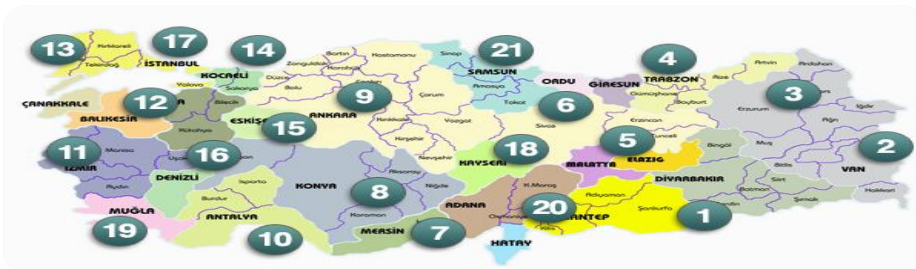 13
17
14
21
4
Kırklareli
Tekirdağ
İSTANBUL
KOCAELİ
Sakarya
Yalova
Düzce
Bolu
Zonguldak
Bartın
Kastamonu
Sinop
SAMSUN
Amasya
Tokat
ORDU
GİRESUN
TRABZON
Gümüşhane
Bayburt
Rize
Artvin
Ardahan
ÇANAKKALE
BALIKESİR
12
Bilecik
Kütahya
ESKİŞE
15
9
ANKARA
Çorum
Kırıkkale
Kırşehir
Yozgat
Nevşehir
6
Sivas
Erzincan
Tunceli
3
Erzurum
Iğdır
Ağrı
11
İZMİR
Manisa
Aydın
16
Uşak
DENİZLİ
18
KAYSERİ
5
MALATYA
ELAZIĞ
Bingöl
Muş
Bitlis
2
VAN
Hakkari
MUĞLA
19
Burdur
Isparta
ANTALYA
10
KONYA
8
Aksaray
Niğde
Karaman
MERSİN
7
ADANA
K.Maraş
Osmaniye
20
ANTEP
Kilis
HATAY
Adıyaman
Şanlıurfa
1
DİYARBAKIR
Batman
Siirt
Şırnak